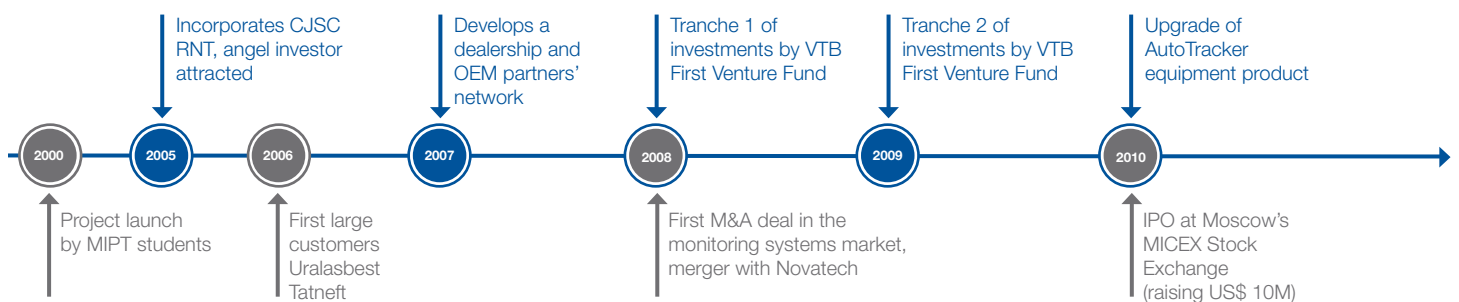 Incorporates CJSC
RNT, angel investor
attracted
Develops a
dealership and
OEM partners’
network
Tranche 1 of
investments by VTB
First Venture Fund
Tranche 2 of
investments by VTB
First Venture Fund
Upgrade of
AutoTracker
equipment product
2000
2005
2006
2007
2008
2009
2010
Project launch
by MIPT students
First large
customers
Uralasbest
Tatneft
First M&A deal in the
monitoring systems market,
merger with Novatech
IPO at Moscow’s
MICEX Stock
Exchange
(raising US$ 10M)